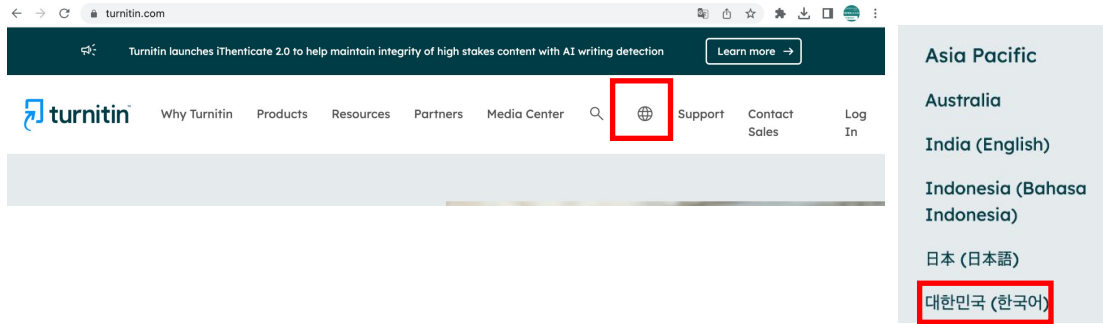 turnitin.com
Turnitin launches iThenticate 2.0 to help maintain integrity of high stakes content with AI writing detection
Learn more →
turnitin
Why Turnitin
Products
Resources
Partners
Media Center
Support
Contact
Sales
Log
In
Asia Pacific
Australia
India (English)
Indonesia (Bahasa
Indonesia)
日本 (日本語)
대한민국 (한국어)